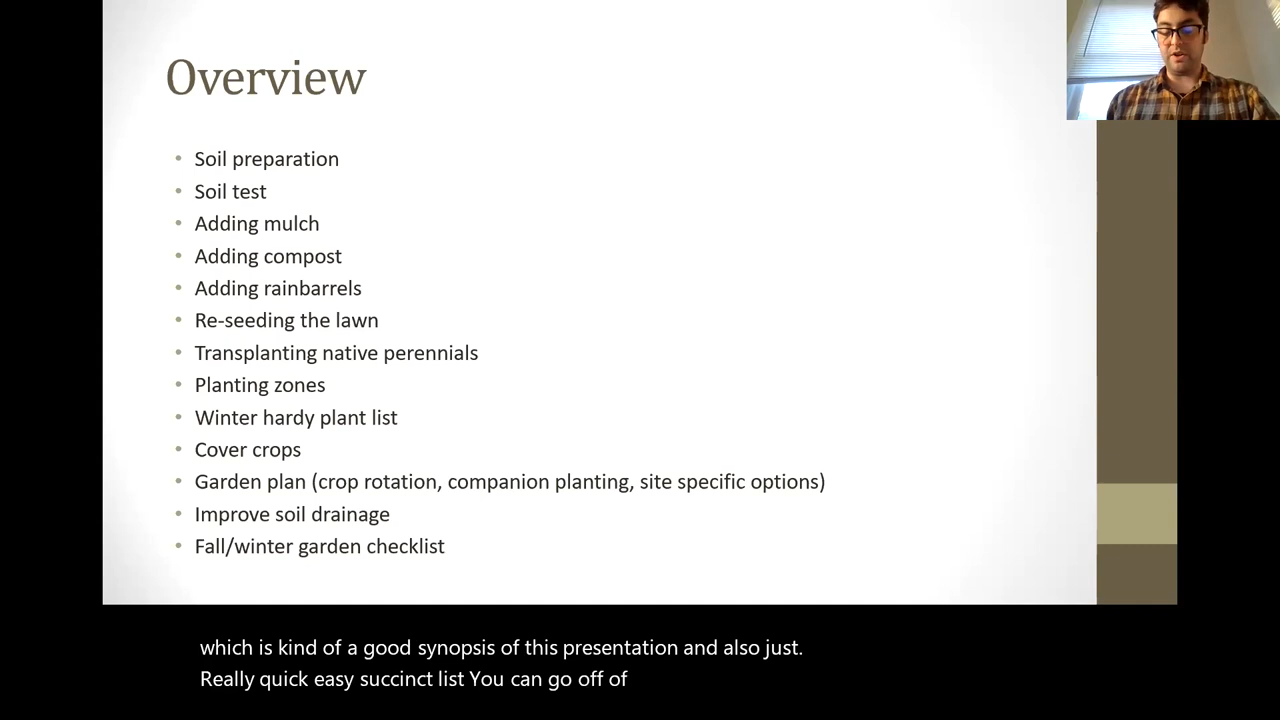 Overview
• Soil preparation
• Soil test
• Adding mulch
• Adding compost
• Adding rainbarrels
• Re-seeding the lawn
• Transplanting native perennials
• Planting zones
• Winter hardy plant list
• Cover crops
• Garden plan (crop rotation, companion planting, site specific options)
• Improve soil drainage
• Fall/winter garden checklist
which is kind of a good synopsis of this presentation and also just.
Really quick easy succinct list You can go off of